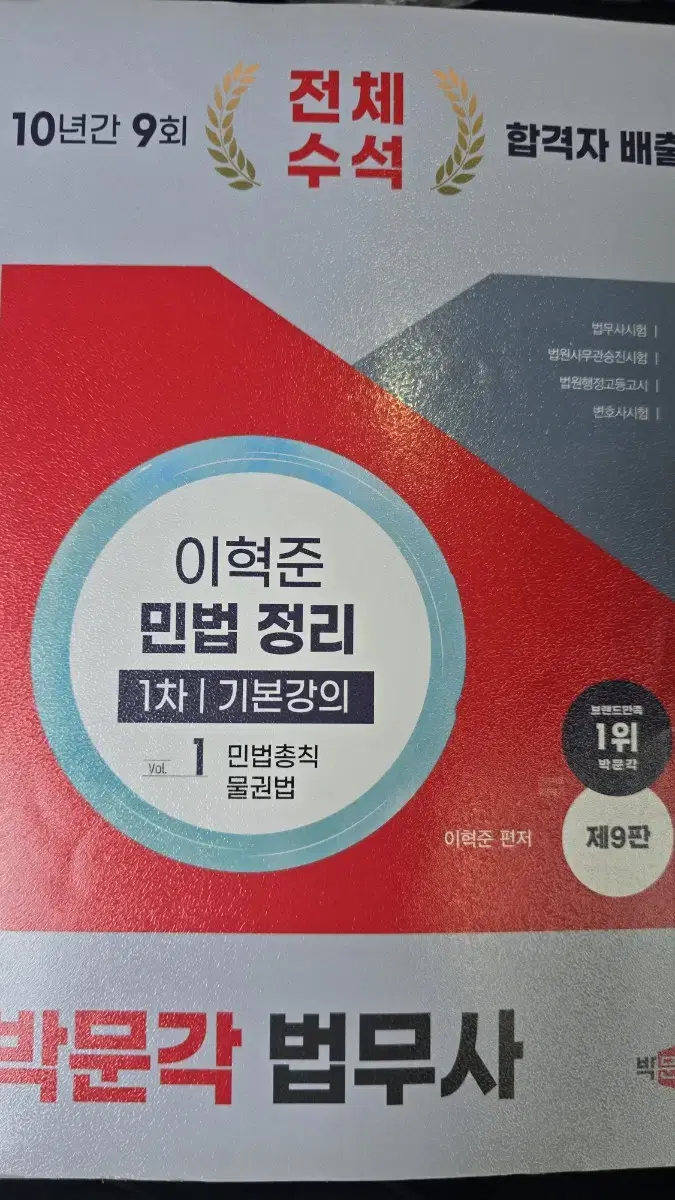 10년간 9회
전체
수석
합격자 배출
법무사시험 |
법원사무관승진시험 |
법원행정고등고시 |
변호사시험 |
이혁준
민법 정리
1차 | 기본강의
Vol. 1 민법총칙
물권법
브랜드만족
1위
박문각
이혁준 편저
제9판
박문각 법무사
박문